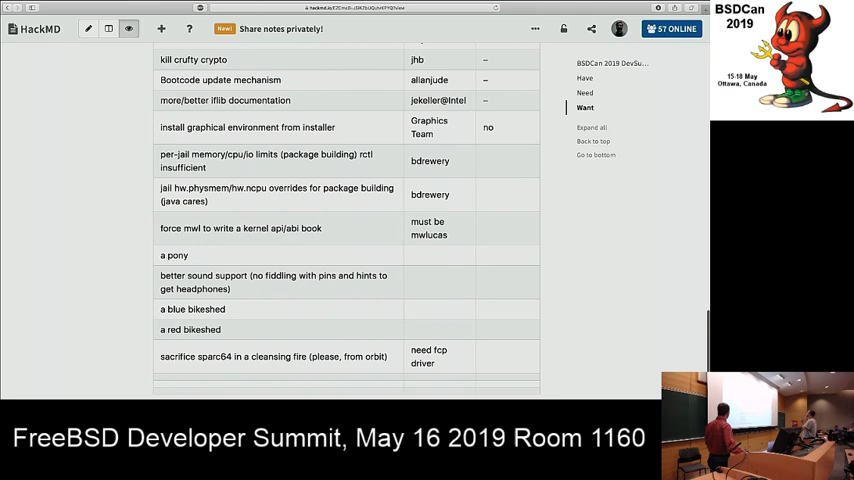 HackMD
New!
Share notes privately!
57 ONLINE
BSDCan
2019
15-18 May
Ottawa, Canada
kill crufty crypto
jhb
–
Bootcode update mechanism
allanjude
–
more/better iflib documentation
jekeller@Intel
–
install graphical environment from installer
Graphics
Team
no
per-jail memory/cpu/io limits (package building) rctl
insufficient
bdrewery
jail hw.physmem/hw.ncpu overrides for package building
(java cares)
bdrewery
force mwl to write a kernel api/abi book
must be
mwlucas
a pony
better sound support (no fiddling with pins and hints to
get headphones)
a blue bikeshed
a red bikeshed
sacrifice sparc64 in a cleansing fire (please, from orbit)
need fcp
driver
BSDCan 2019 DevSu...
Have
Need
Want
Expand all
Back to top
Go to bottom
FreeBSD Developer Summit, May 16 2019 Room 1160